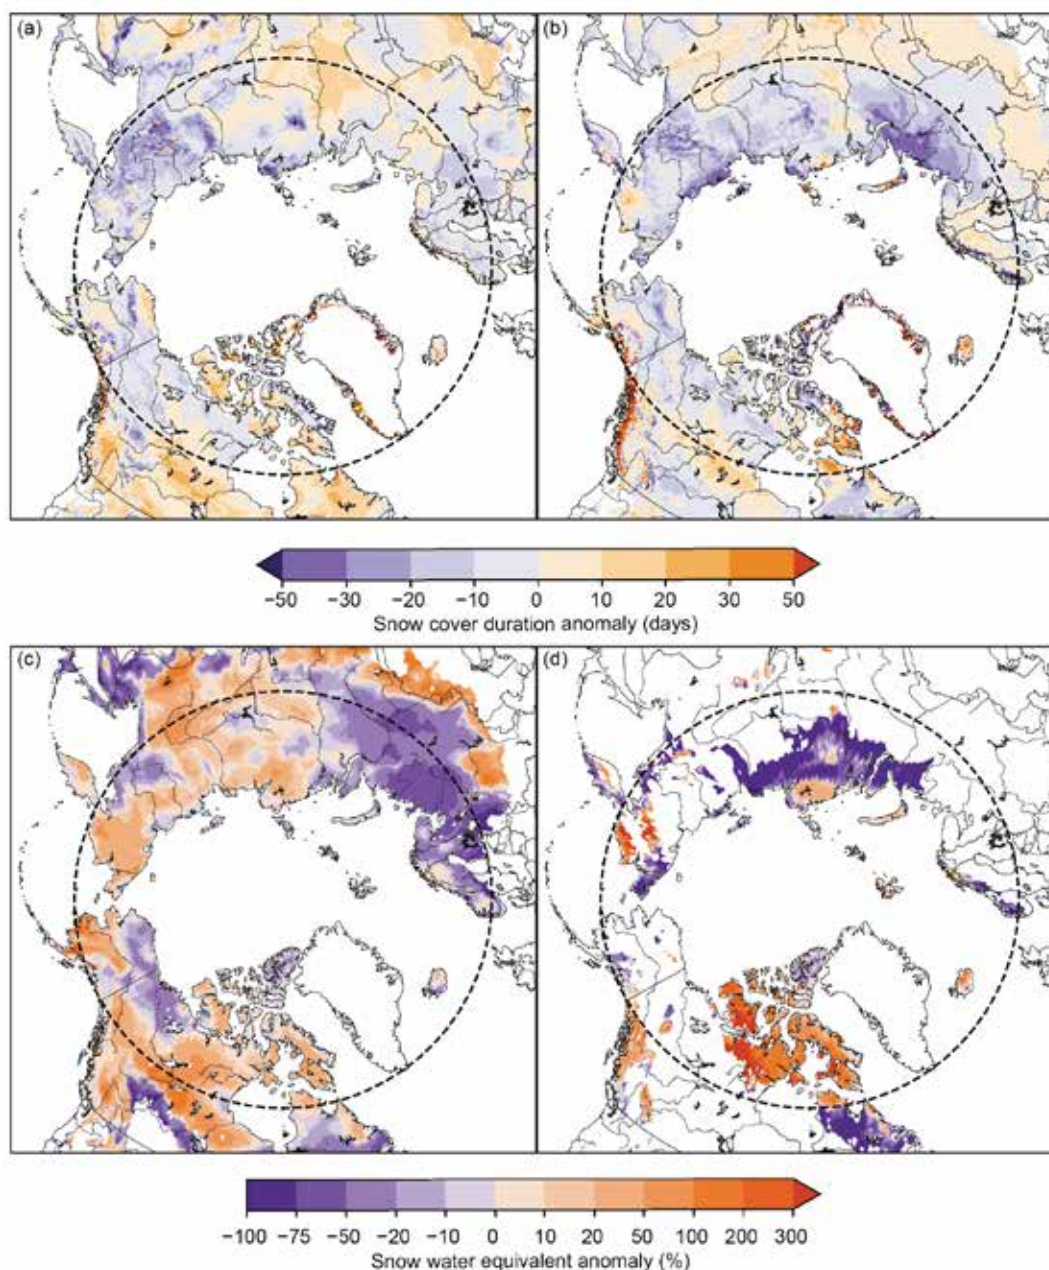 (a)
(b)
−50 −30 −20 −10 0 10 20 30 50
Snow cover duration anomaly (days)
(c)
(d)
−100 −75 −50 −20 −10 0 10 20 50 100 200 300
Snow water equivalent anomaly (%)